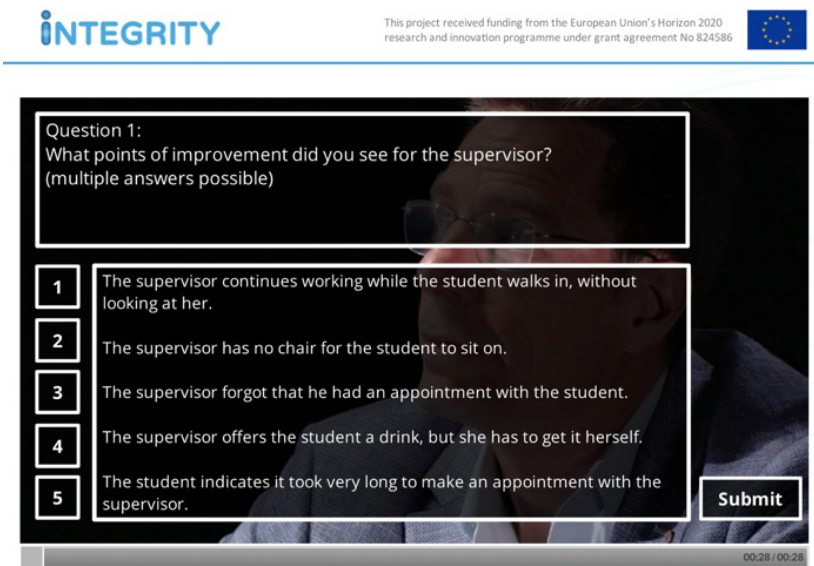 iNTEGRITY
This project received funding from the European Union's Horizon 2020
research and innovation programme under grant agreement No 824586
Question 1:
What points of improvement did you see for the supervisor?
(multiple answers possible)
1
The supervisor continues working while the student walks in, without
looking at her.
2
The supervisor has no chair for the student to sit on.
3
The supervisor forgot that he had an appointment with the student.
4
The supervisor offers the student a drink, but she has to get it herself.
5
The student indicates it took very long to make an appointment with the
supervisor.
Submit
00:28/00:28